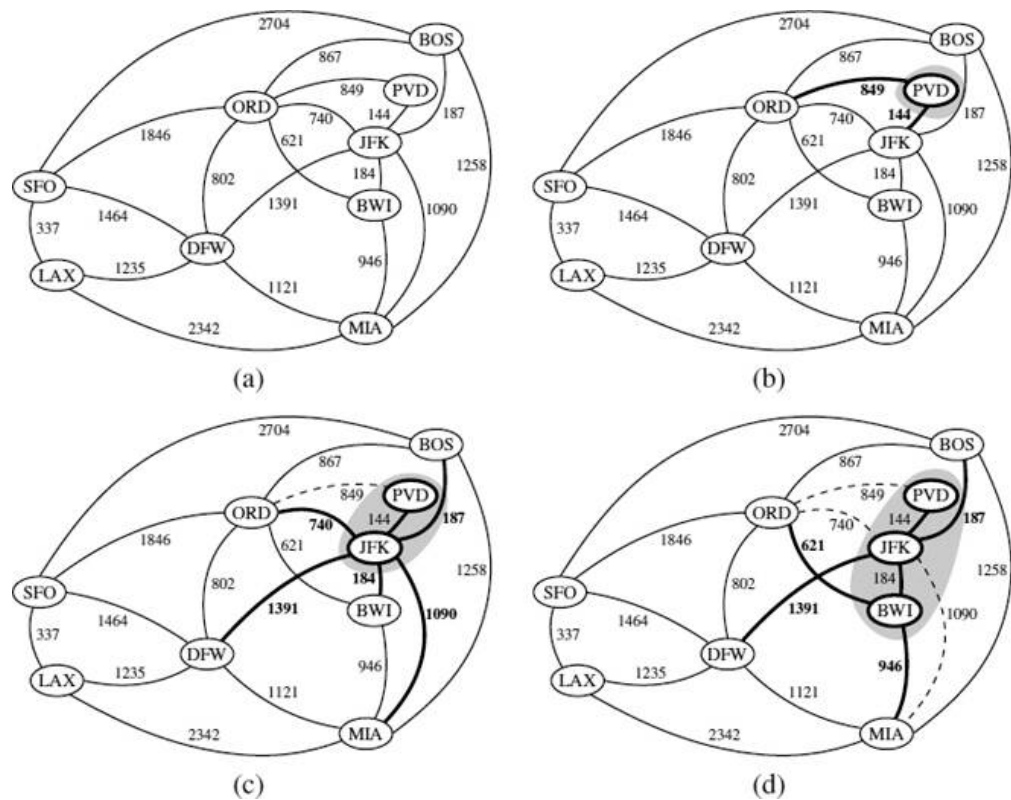 2704
BOS
867
849
PVD
ORD
740
144
187
1846
621
JFK
1258
SFO
802
184
1464
1391
BWI
1090
337
DFW
946
LAX
1235
1121
2342
MIA
(a)
2704
BOS
867
849
PVD
ORD
740
144
187
1846
621
JFK
1258
SFO
802
184
1464
1391
BWI
1090
337
DFW
946
LAX
1235
1121
2342
MIA
(b)
2704
BOS
867
849
PVD
ORD
740
144
187
1846
621
JFK
1258
SFO
802
184
1464
1391
BWI
1090
337
DFW
946
LAX
1235
1121
2342
MIA
(c)
2704
BOS
867
849
PVD
ORD
740
144
187
1846
621
JFK
1258
SFO
802
184
1464
1391
BWI
1090
337
DFW
946
LAX
1235
1121
2342
MIA
(d)